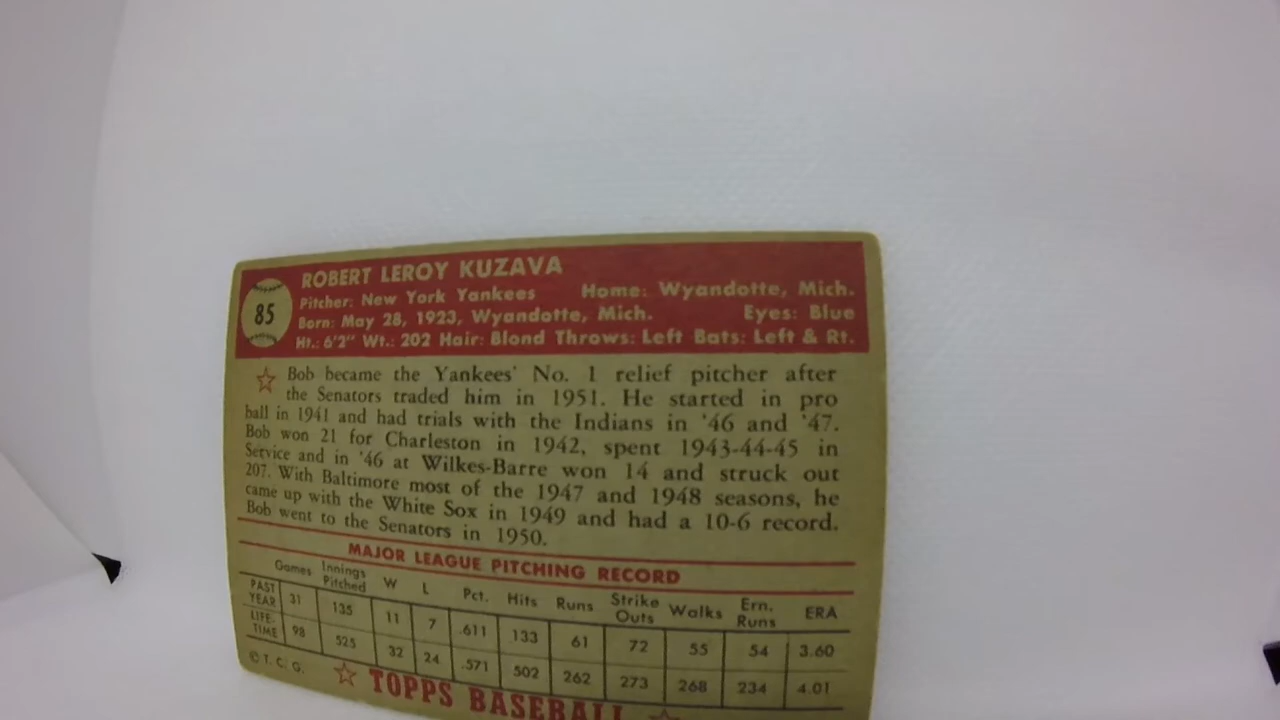 85
ROBERT LEROY KUZAVA
Pitcher: New York Yankees Home: Wyandotte, Mich.
Born: May 28, 1923, Wyandotte, Mich. Eyes: Blue
Ht.: 6'2" Wt.: 202 Hair: Blond Throws: Left Bats: Left & Rt.
Bob became the Yankees' No. 1 relief pitcher after
the Senators traded him in 1951. He started in pro
ball in 1941 and had trials with the Indians in '46 and '47.
Bob won 21 for Charleston in 1942, spent 1943-44-45 in
Service and in '46 at Wilkes-Barre won 14 and struck out
207. With Baltimore most of the 1947 and 1948 seasons, he
came up with the White Sox in 1949 and had a 10-6 record.
Bob went to the Senators in 1950.
MAJOR LEAGUE PITCHING RECORD
Games Innings Pitched W L Pct. Hits Runs Strike Outs Walks Ern. Runs ERA
PAST YEAR 31 135 11 7 .611 133 61 72 55 54 3.60
LIFE-TIME 98 525 32 24 .571 502 262 273 268 234 4.01
© T. C. G.
TOPPS BASEBALL